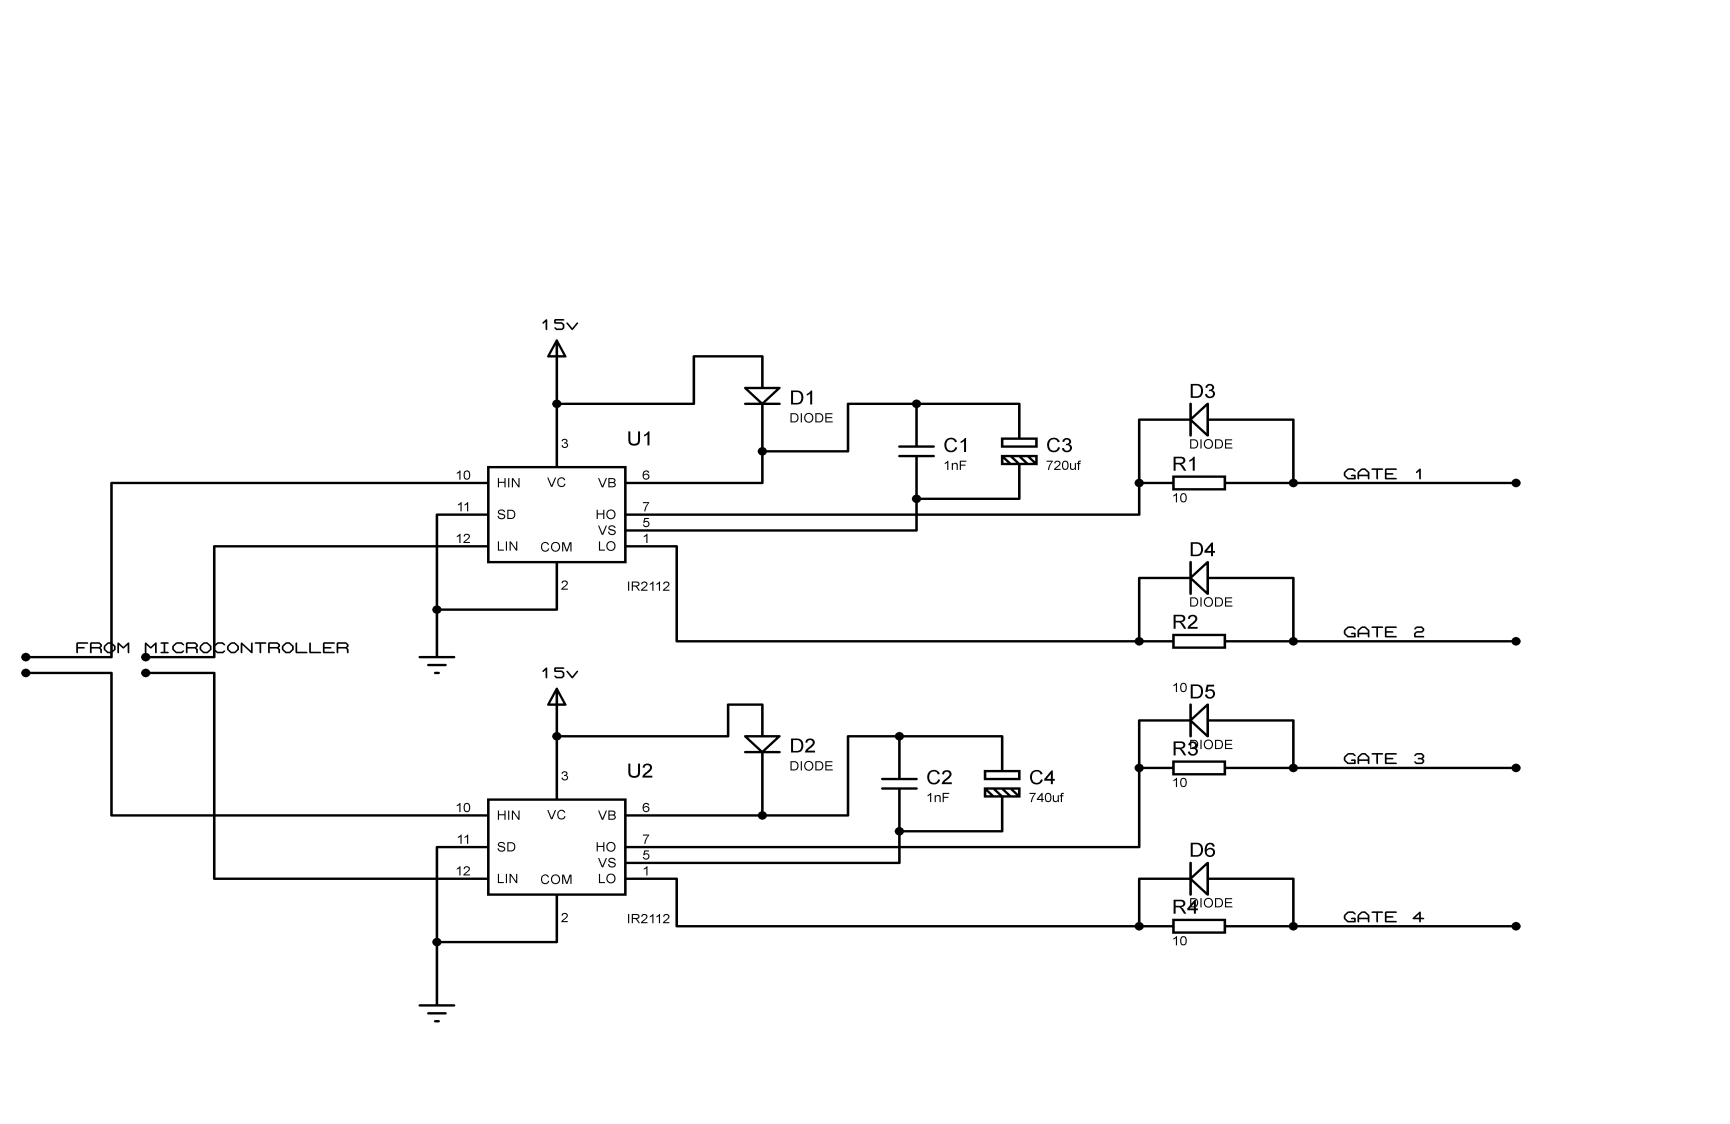 15v
D1
DIODE
D3
DIODE
U1
3
C1
1nF
C3
720uf
R1
10
GATE 1
10 HIN VC VB 6
11 SD HO 7
VS 5
12 LIN COM LO 1
2
IR2112
D4
DIODE
R2
10
GATE 2
FROM MICROCONTROLLER
15v
D2
DIODE
D5
DIODE
U2
3
C2
1nF
C4
740uf
R3
10
GATE 3
10 HIN VC VB 6
11 SD HO 7
VS 5
12 LIN COM LO 1
2
IR2112
D6
DIODE
R4
10
GATE 4